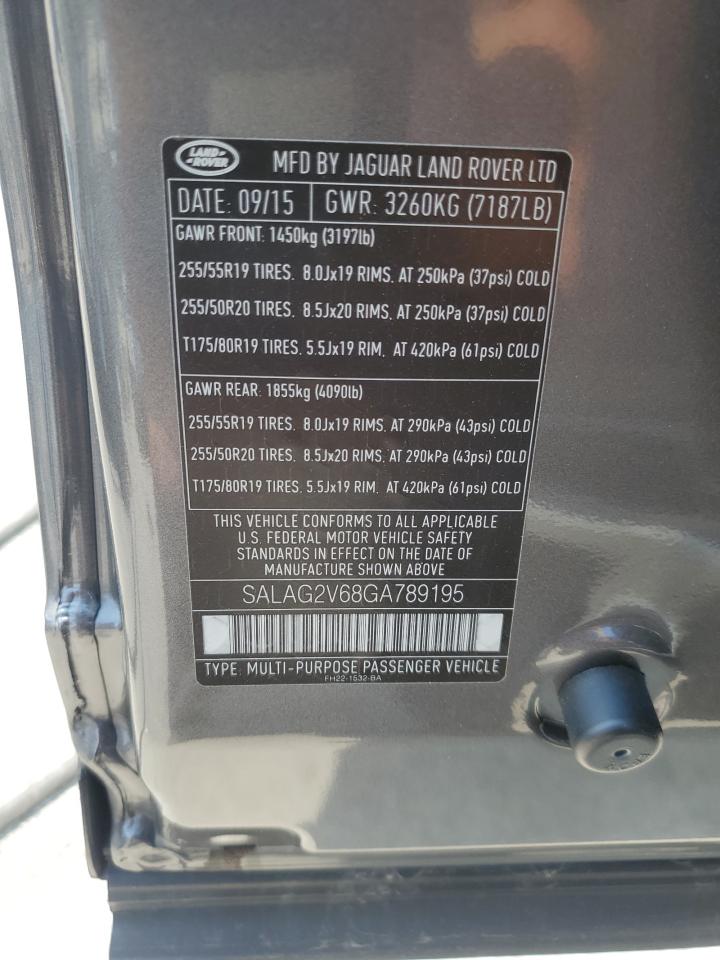 LAND ROVER
MFD BY JAGUAR LAND ROVER LTD
DATE: 09/15 GWR: 3260KG (7187LB)
GAWR FRONT: 1450kg (3197lb)
255/55R19 TIRES. 8.0Jx19 RIMS. AT 250kPa (37psi) COLD
255/50R20 TIRES. 8.5Jx20 RIMS. AT 250kPa (37psi) COLD
T175/80R19 TIRES. 5.5Jx19 RIM. AT 420kPa (61psi) COLD
GAWR REAR: 1855kg (4090lb)
255/55R19 TIRES. 8.0Jx19 RIMS. AT 290kPa (43psi) COLD
255/50R20 TIRES. 8.5Jx20 RIMS. AT 290kPa (43psi) COLD
T175/80R19 TIRES. 5.5Jx19 RIM. AT 420kPa (61psi) COLD
THIS VEHICLE CONFORMS TO ALL APPLICABLE
U.S. FEDERAL MOTOR VEHICLE SAFETY
STANDARDS IN EFFECT ON THE DATE OF
MANUFACTURE SHOWN ABOVE
SALAG2V68GA789195
TYPE: MULTI-PURPOSE PASSENGER VEHICLE
FH22-1532-BA